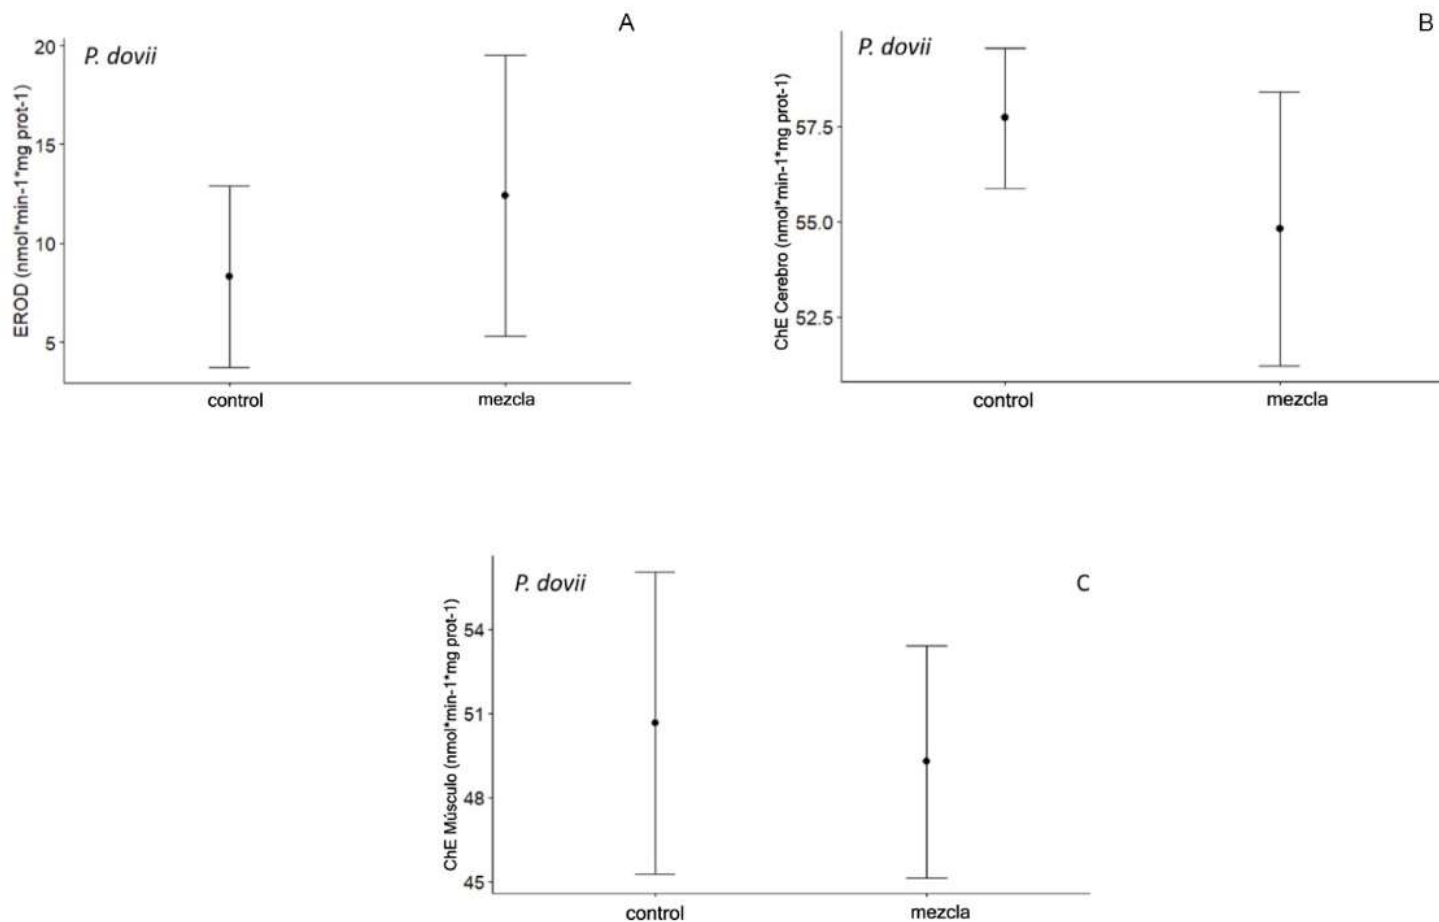 A
P. dovii
EROD (nmol*min-1*mg prot-1)
20
15
10
5
control
mezcla
B
P. dovii
ChE Cerebro (nmol*min-1*mg prot-1)
57.5
55.0
52.5
control
mezcla
P. dovii
C
ChE Músculo (nmol*min-1*mg prot-1)
54
51
48
45
control
mezcla